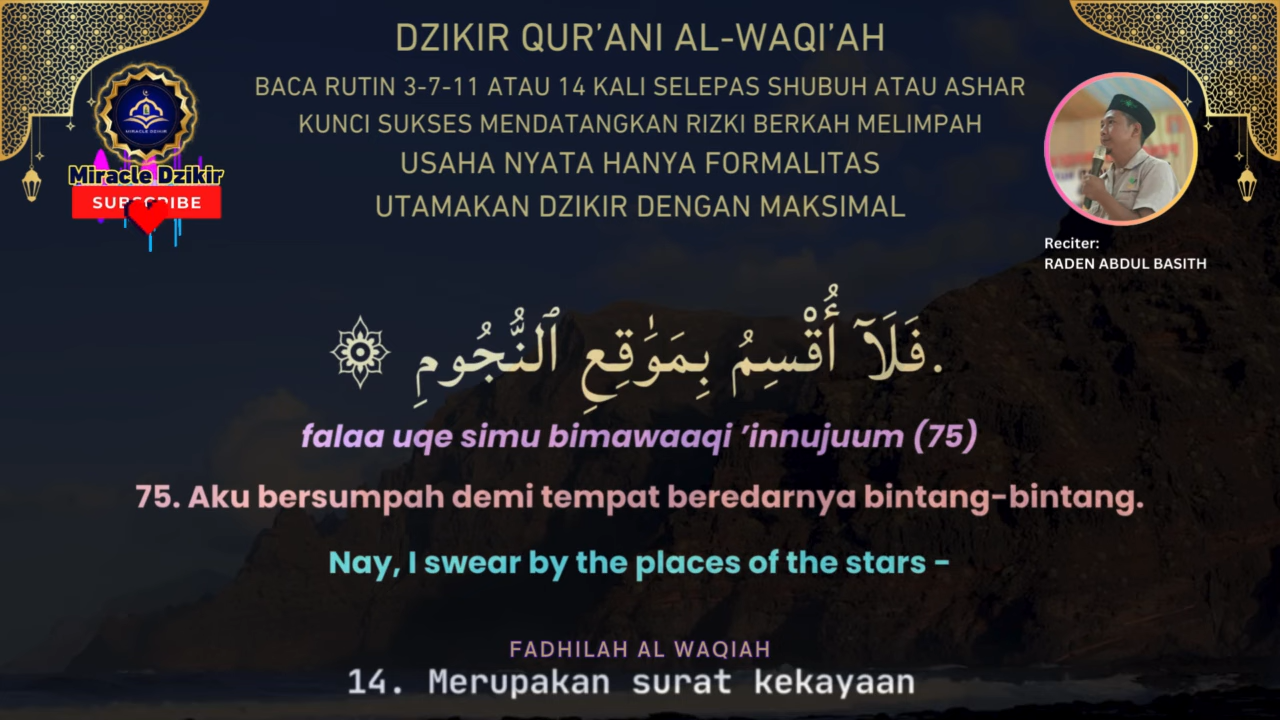 DZIKIR QUR'ANI AL-WAQI'AH
BACA RUTIN 3-7-11 ATAU 14 KALI SELEPAS SHUBUH ATAU ASHAR
KUNCI SUKSES MENDATANGKAN RIZKI BERKAH MELIMPAH
USAHA NYATA HANYA FORMALITAS
UTAMAKAN DZIKIR DENGAN MAKSIMAL
MIRACLE DZIKIR
Miracle Dzikir
SUBSCRIBE
Reciter:
RADEN ABDUL BASITH
.فَلَآ أُقْسِمُ بِمَوَٰقِعِ ٱلنُّجُومِ
falaa uqe simu bimawaaqi 'innujuum (75)
75. Aku bersumpah demi tempat beredarnya bintang-bintang.
Nay, I swear by the places of the stars -
FADHILAH AL WAQIAH
14. Merupakan surat kekayaan